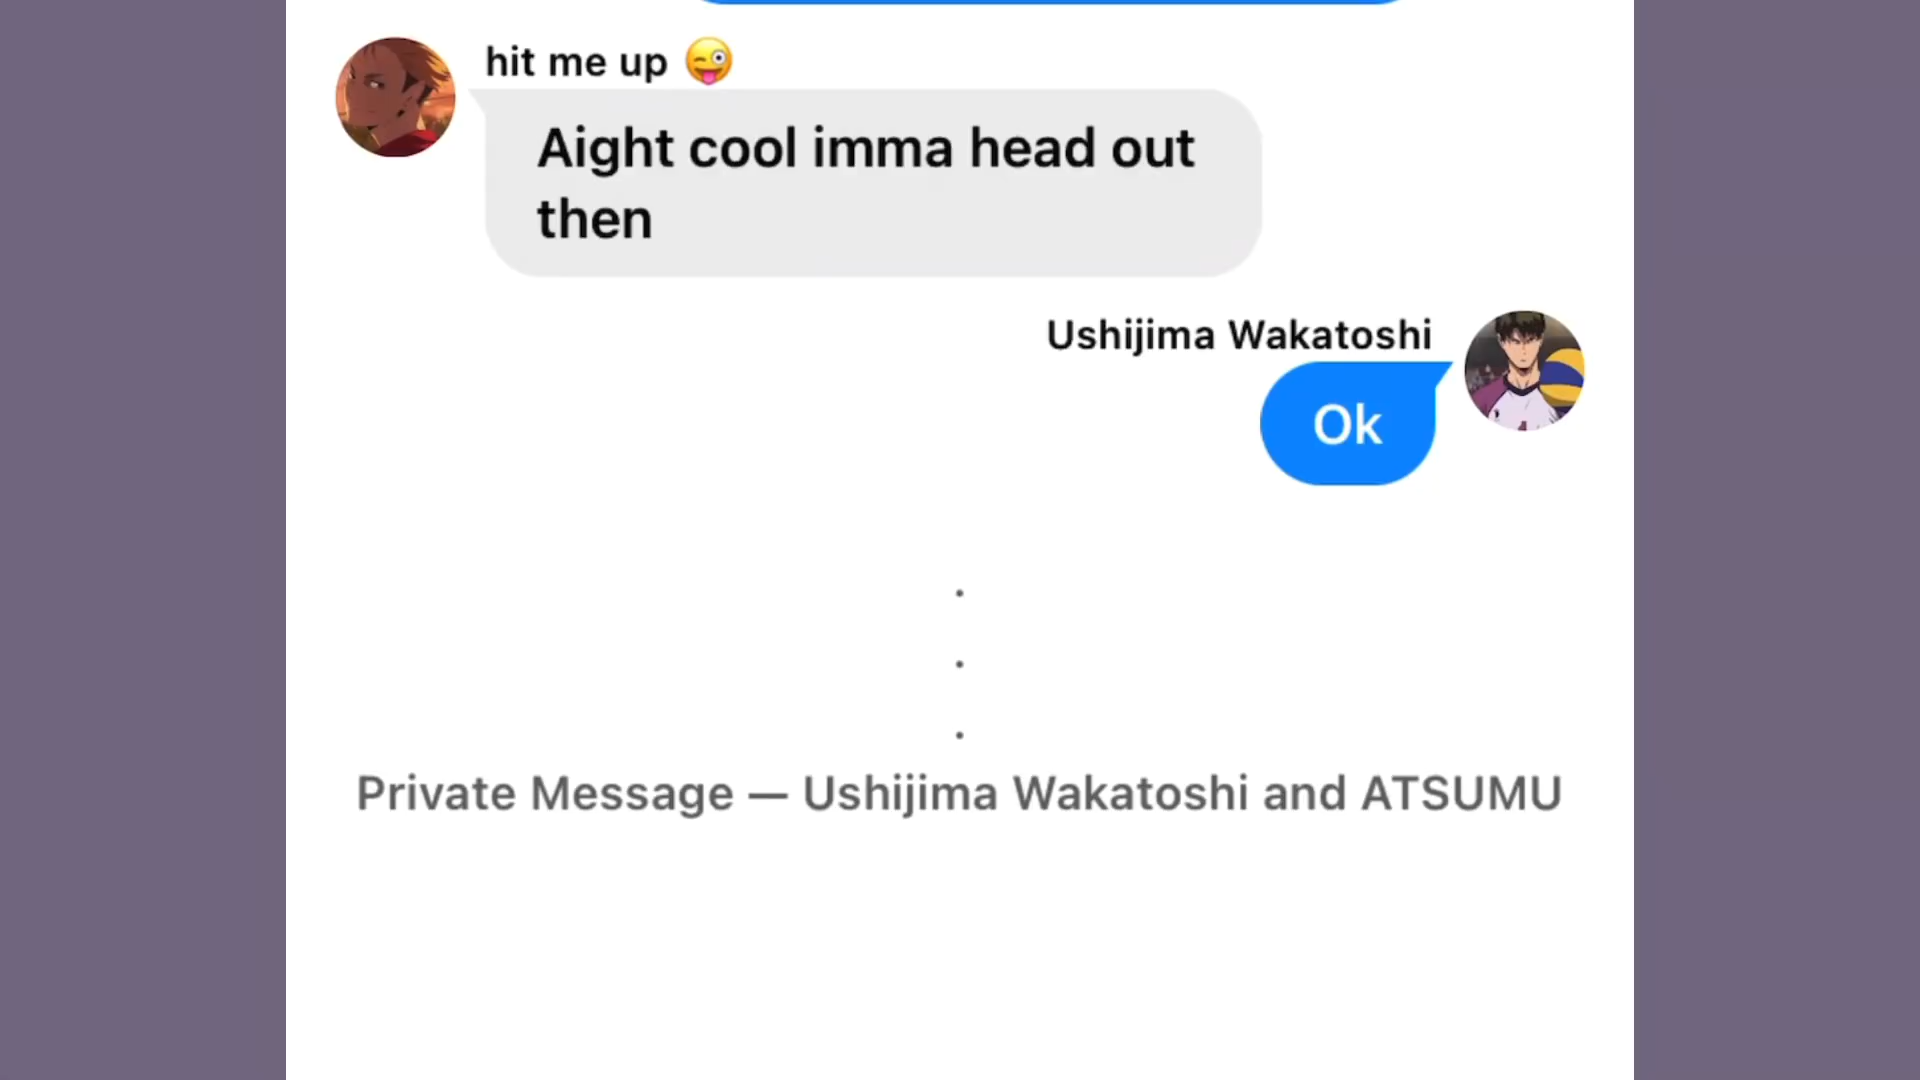 hit me up 😜
Aight cool imma head out
then
Ushijima Wakatoshi
Ok
.
.
.
Private Message — Ushijima Wakatoshi and ATSUMU